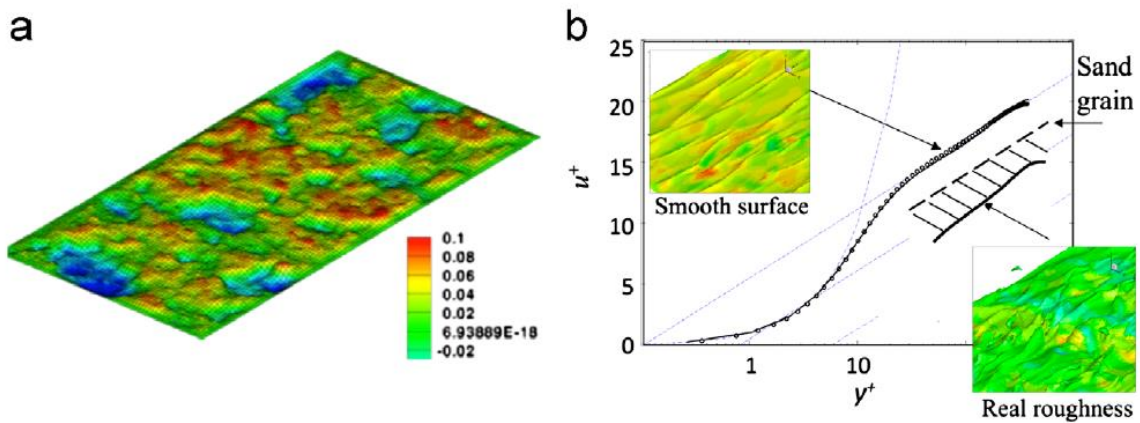 a
b
0.1
0.08
0.06
0.04
0.02
6.93889E-18
-0.02
25
20
15
10
5
0
u⁺
1
10
y⁺
Smooth surface
Sand
grain
Real roughness